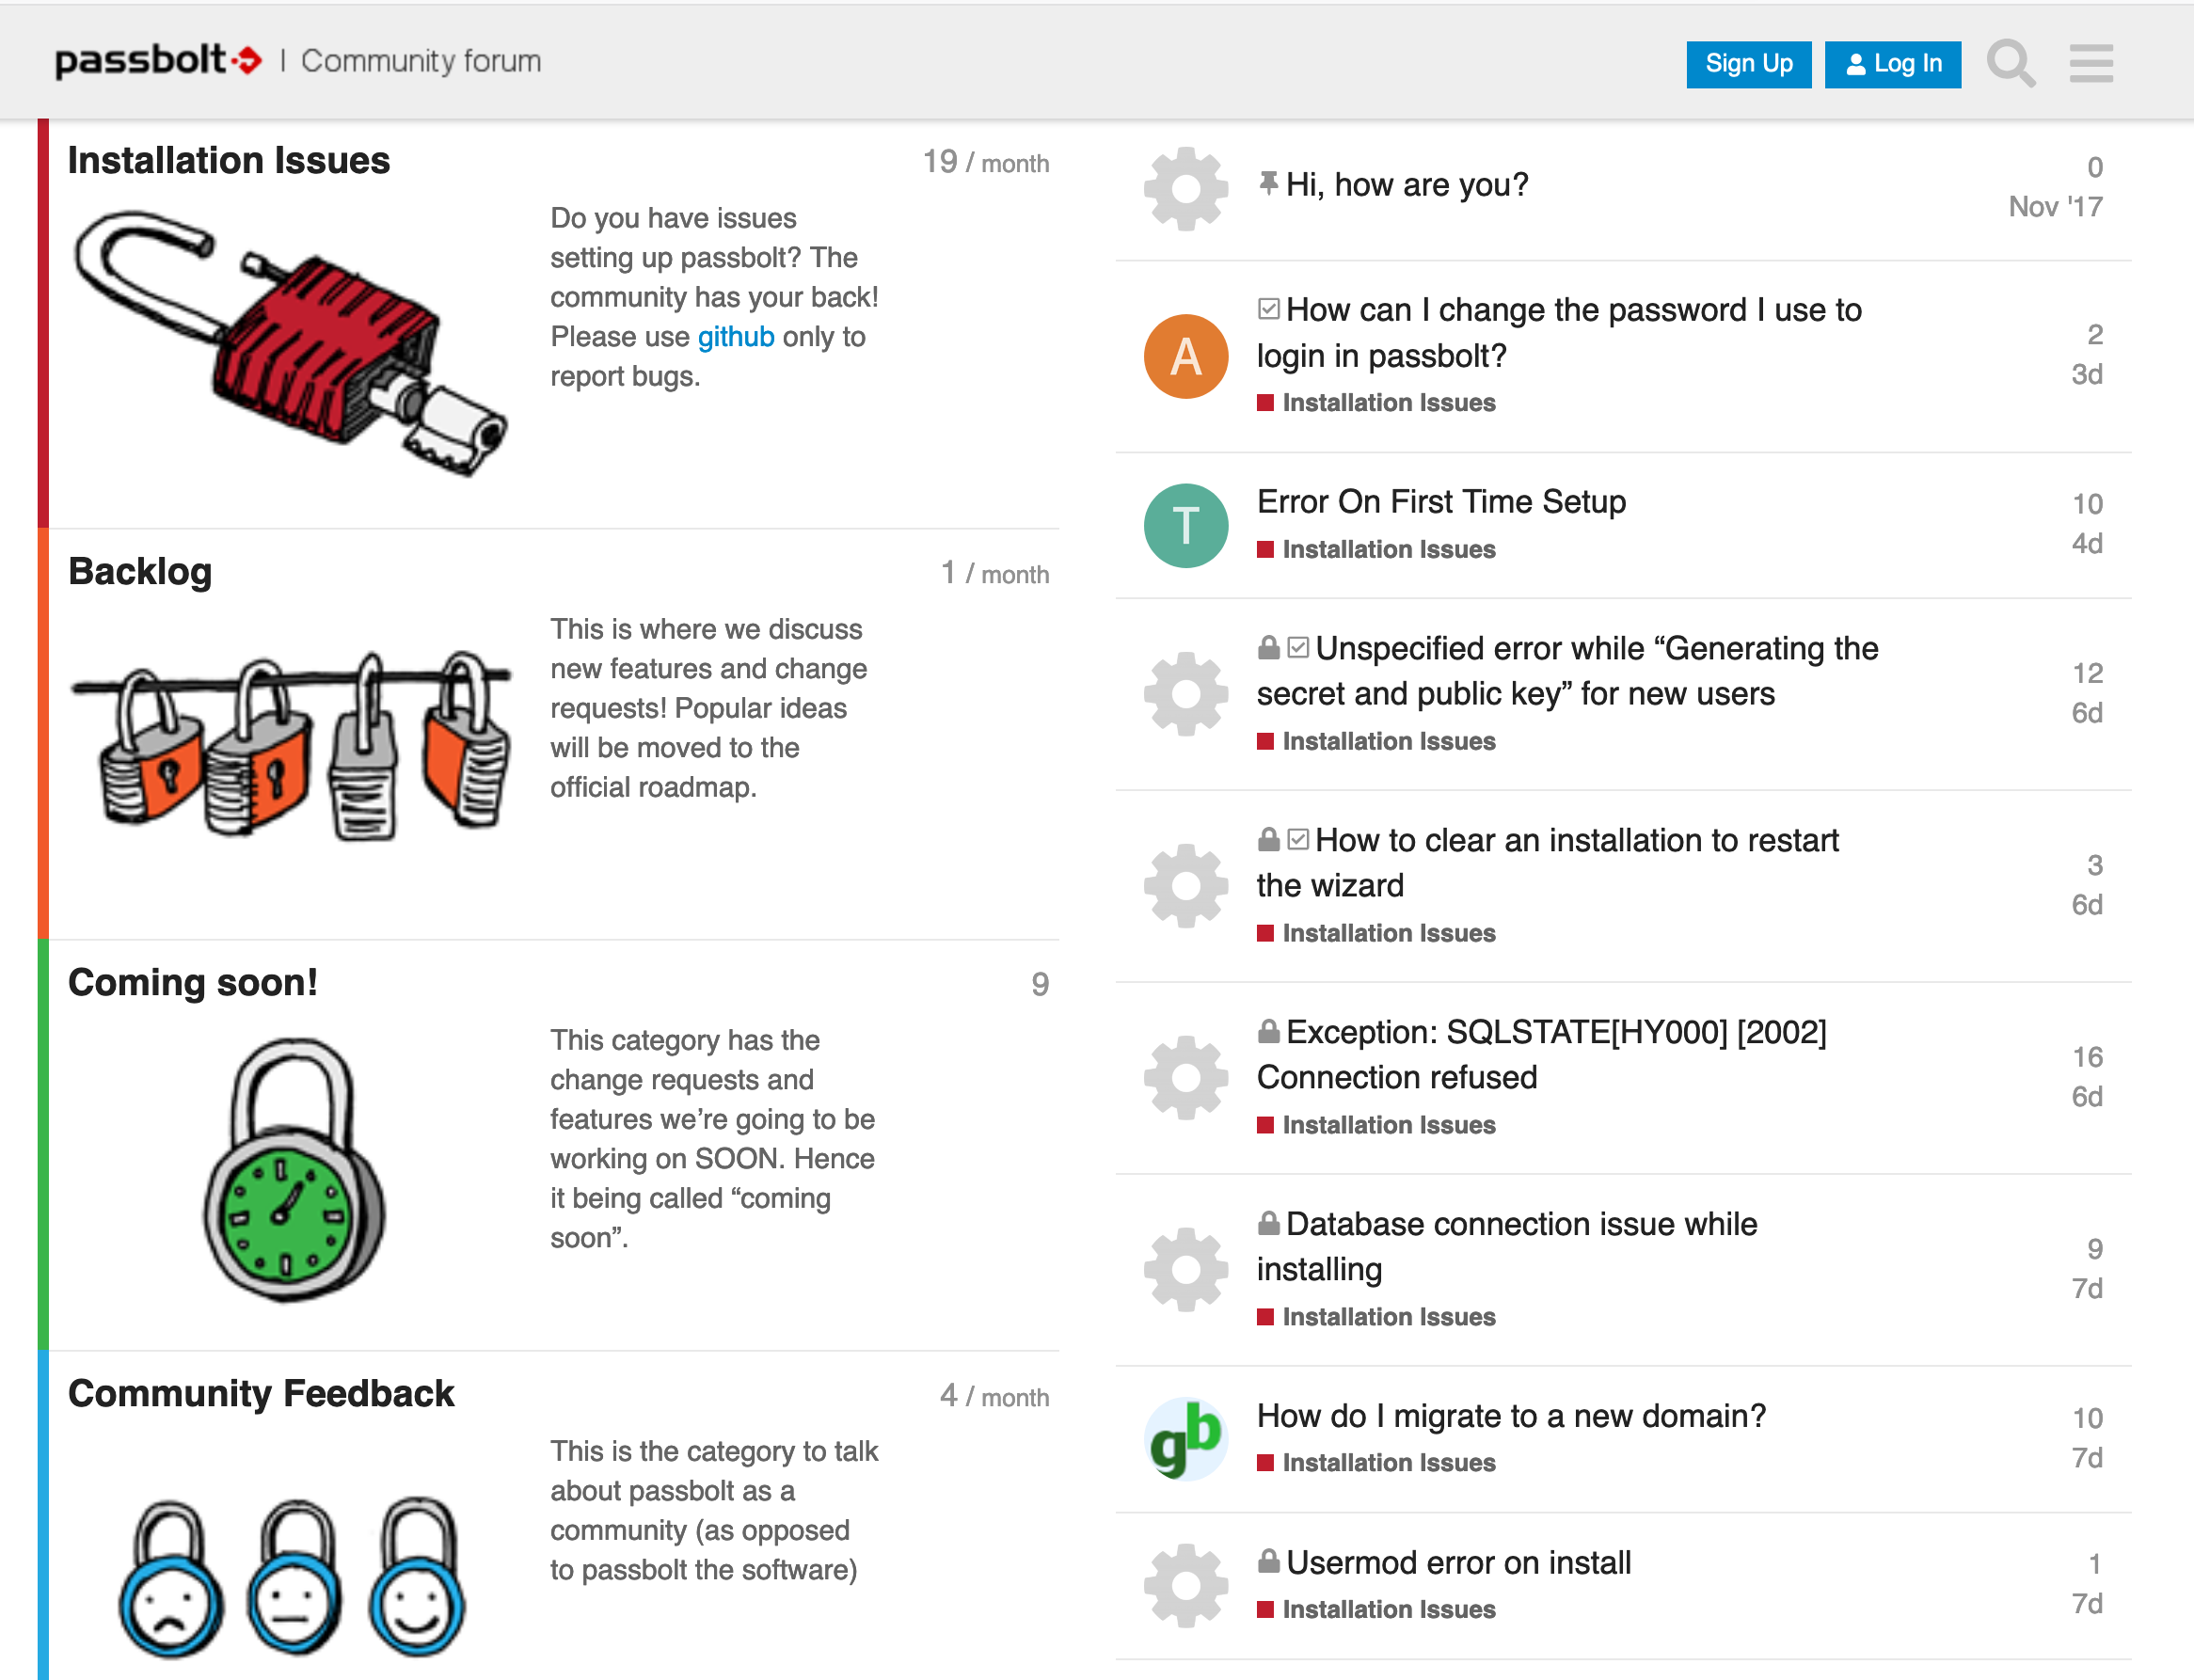 passbolt | Community forum
Sign Up
Log In
Installation Issues
19 / month
Do you have issues
setting up passbolt? The
community has your back!
Please use github only to
report bugs.
Backlog
1 / month
This is where we discuss
new features and change
requests! Popular ideas
will be moved to the
official roadmap.
Coming soon!
9
This category has the
change requests and
features we’re going to be
working on SOON. Hence
it being called “coming
soon”.
Community Feedback
4 / month
This is the category to talk
about passbolt as a
community (as opposed
to passbolt the software)
Hi, how are you?
0
Nov '17
A
How can I change the password I use to
login in passbolt?
Installation Issues
2
3d
T
Error On First Time Setup
Installation Issues
10
4d
Unspecified error while “Generating the
secret and public key” for new users
Installation Issues
12
6d
How to clear an installation to restart
the wizard
Installation Issues
3
6d
Exception: SQLSTATE[HY000] [2002]
Connection refused
Installation Issues
16
6d
Database connection issue while
installing
Installation Issues
9
7d
gb
How do I migrate to a new domain?
Installation Issues
10
7d
Usermod error on install
Installation Issues
1
7d